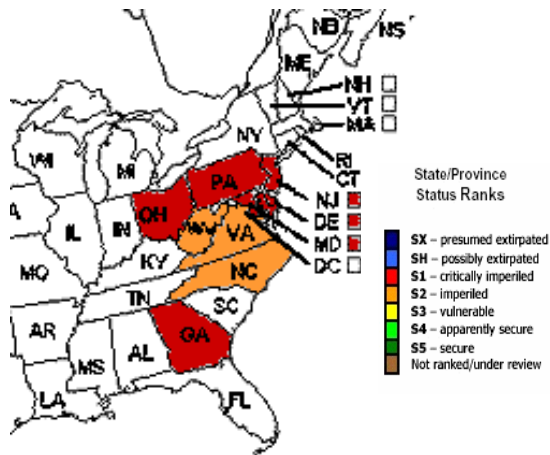 NB
NS
ME
NH
VT
MA
WI
MI
NY
RI
CT
PA
NJ
DE
MD
DC
A
IL
IN
OH
WV
VA
MO
KY
NC
TN
AR
SC
MS
AL
GA
LA
FL
State/Province
Status Ranks
SX – presumed extirpated
SH – possibly extirpated
S1 – critically imperiled
S2 – imperiled
S3 – vulnerable
S4 – apparently secure
S5 – secure
Not ranked/under review